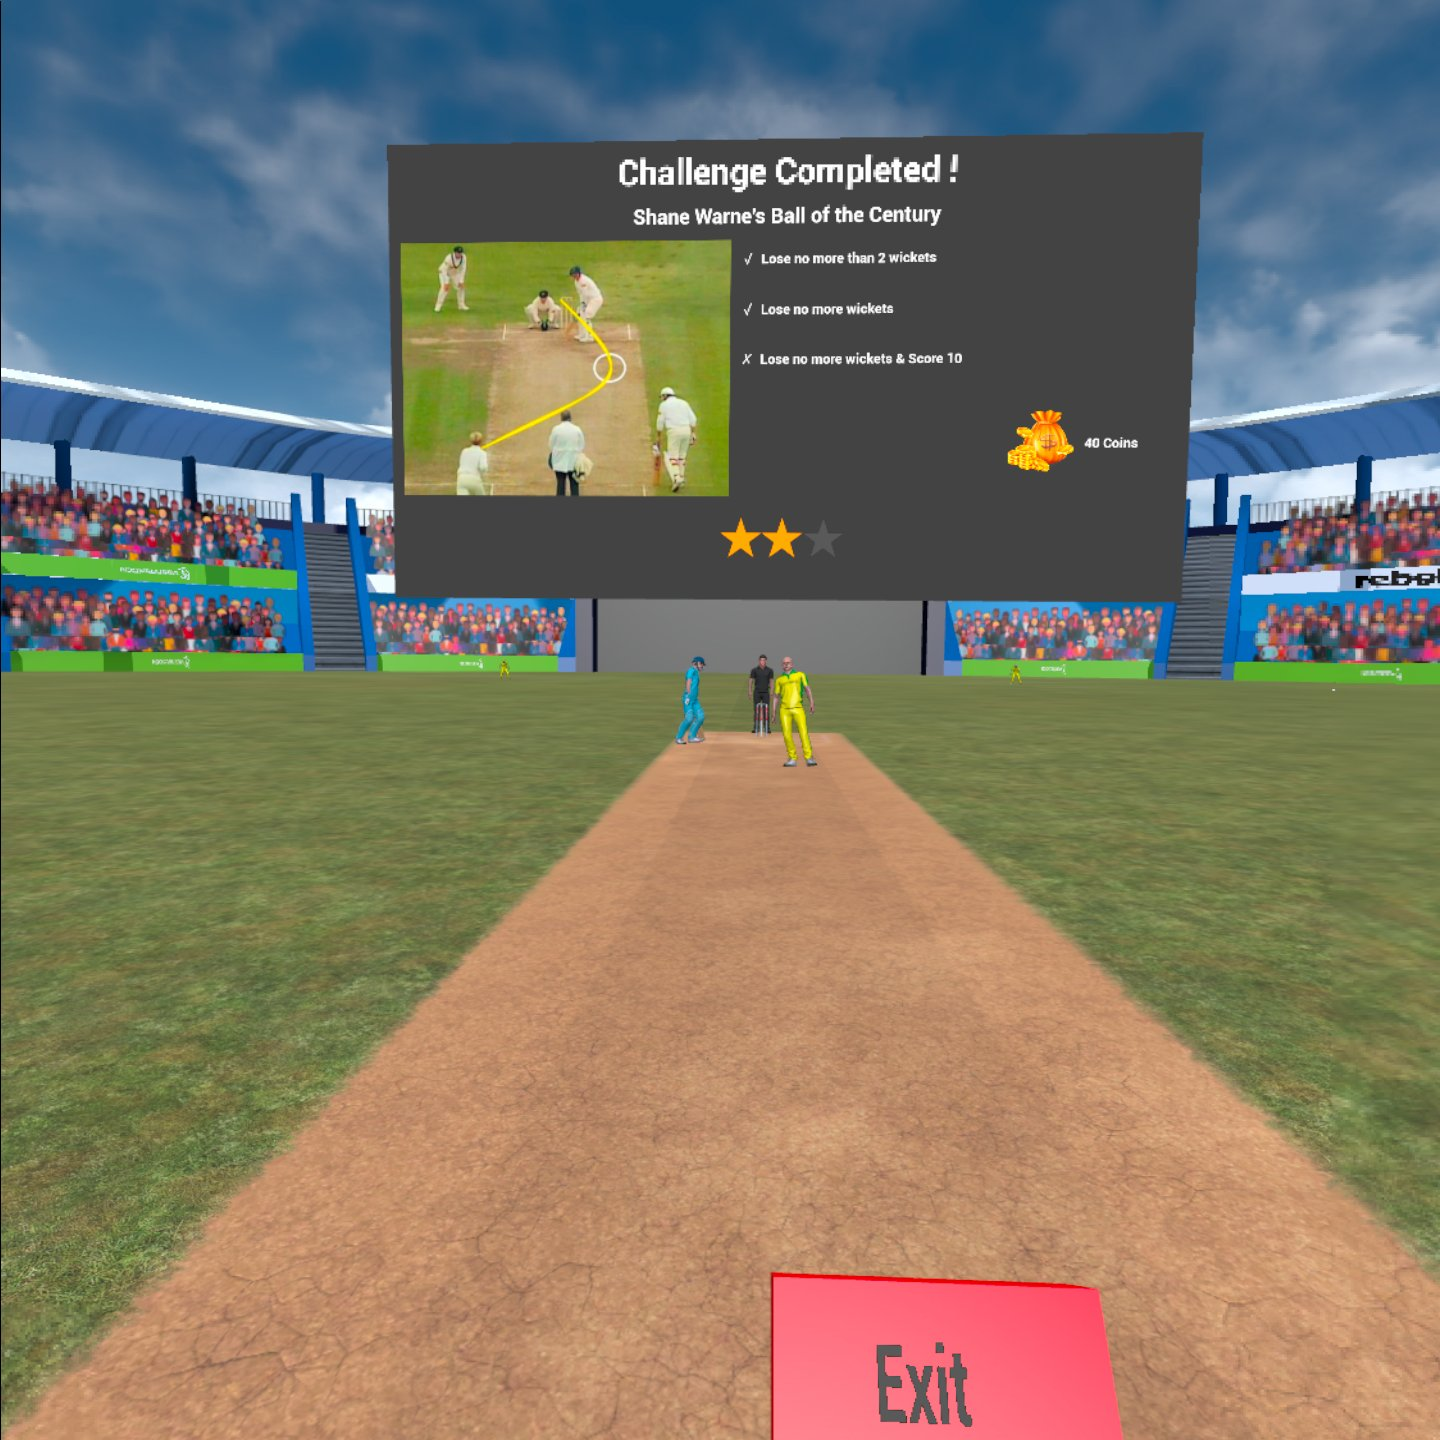 Challenge Completed !
Shane Warne's Ball of the Century
√ Lose no more than 2 wickets
√ Lose no more wickets
✗ Lose no more wickets & Score 10
40 Coins
Exit